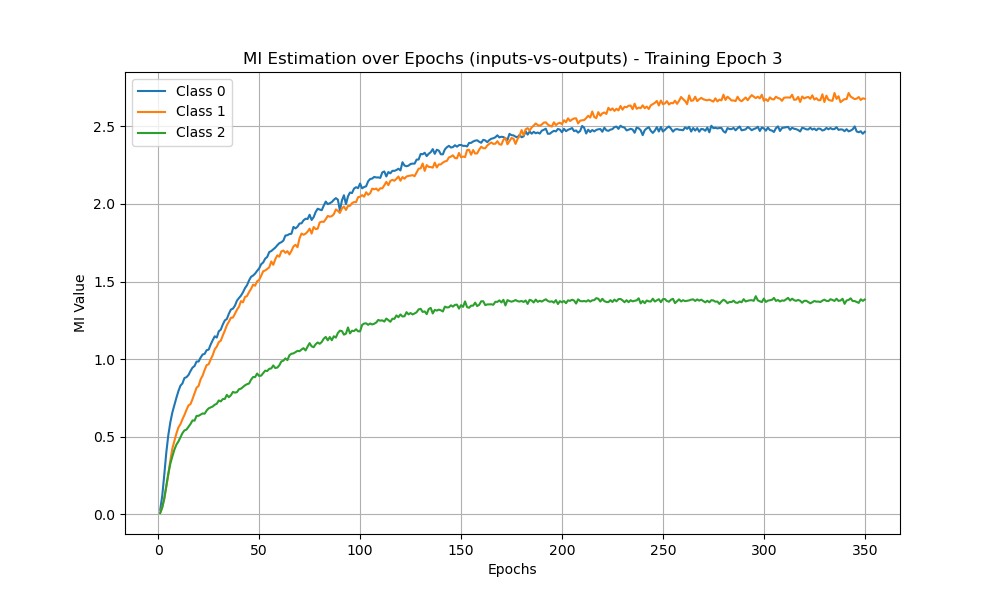 MI Estimation over Epochs (inputs-vs-outputs) - Training Epoch 3
Class 0
Class 1
Class 2
MI Value
2.5
2.0
1.5
1.0
0.5
0.0
0 50 100 150 200 250 300 350
Epochs